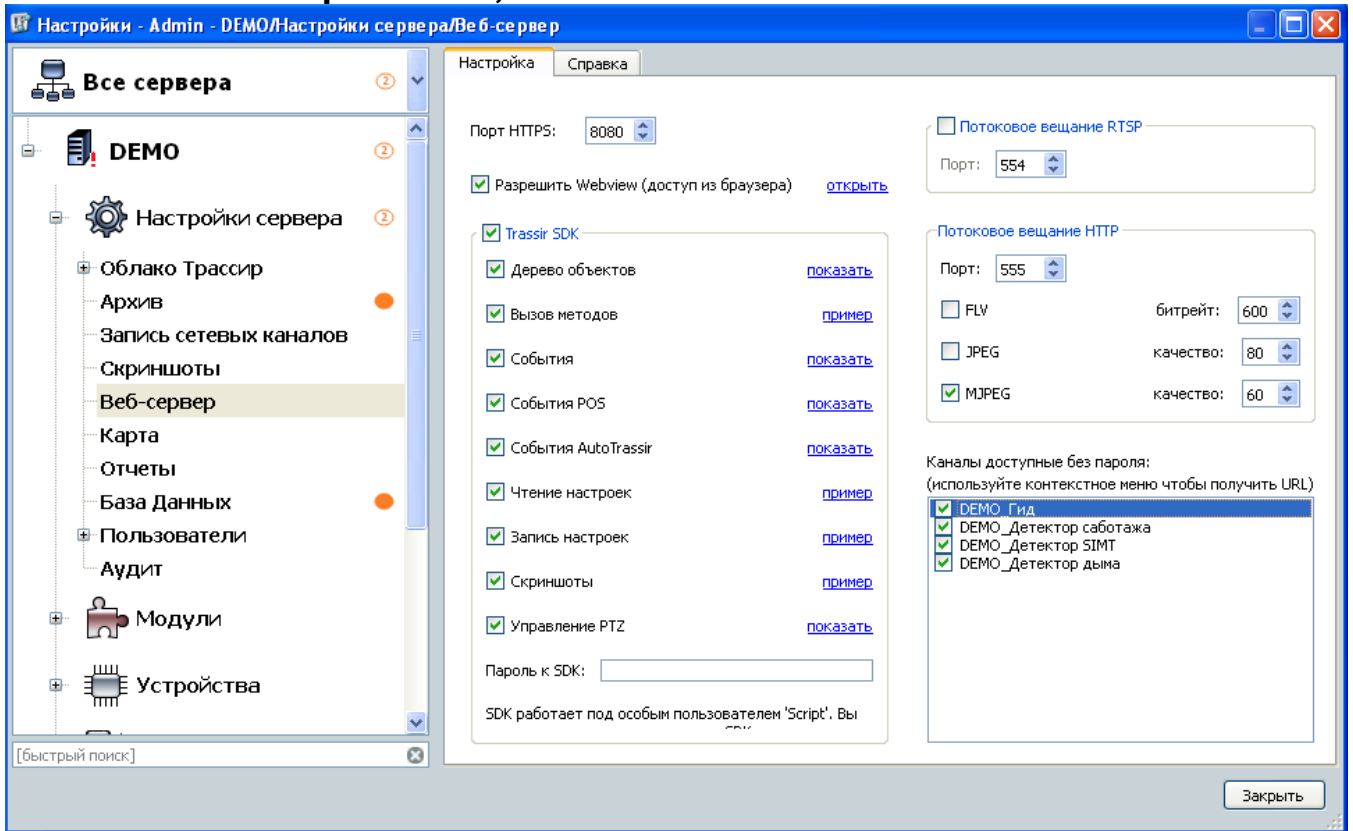 Настройки - Admin - DEMO/Настройки сервера/Веб-сервер
Все сервера 2
DEMO 2
Настройки сервера 2
Облако Трассир
Архив
Запись сетевых каналов
Скриншоты
Веб-сервер
Карта
Отчеты
База Данных
Пользователи
Аудит
Модули
Устройства
[быстрый поиск]
Настройка Справка
Порт HTTPS: 8080
Разрешить Webview (доступ из браузера) открыть
Trassir SDK
Дерево объектов показать
Вызов методов пример
События показать
События POS показать
События AutoTrassir показать
Чтение настроек пример
Запись настроек пример
Скриншоты пример
Управление PTZ показать
Пароль к SDK:
SDK работает под особым пользователем 'Script'. Вы
Потоковое вещание RTSP
Порт: 554
Потоковое вещание HTTP
Порт: 555
FLV битрейт: 600
JPEG качество: 80
MJPEG качество: 60
Каналы доступные без пароля:
(используйте контекстное меню чтобы получить URL)
DEMO_Гид
DEMO_Детектор саботажа
DEMO_Детектор SIMT
DEMO_Детектор дыма
Закрыть